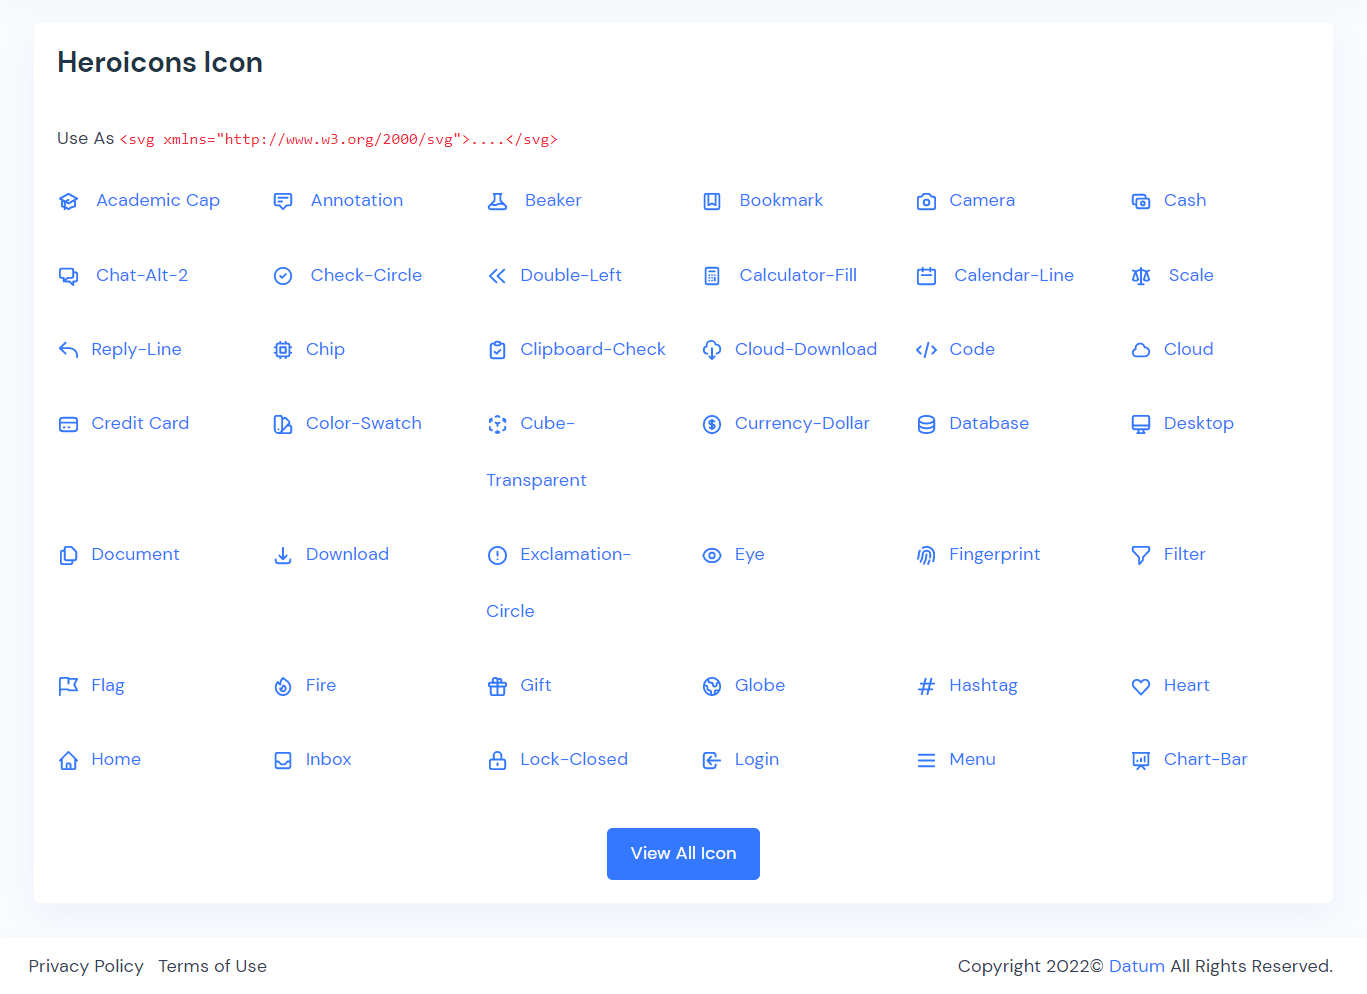 Heroicons Icon
Use As <svg xmlns="http://www.w3.org/2000/svg">....</svg>
Academic Cap Annotation Beaker Bookmark Camera Cash
Chat-Alt-2 Check-Circle Double-Left Calculator-Fill Calendar-Line Scale
Reply-Line Chip Clipboard-Check Cloud-Download Code Cloud
Credit Card Color-Swatch Cube- Currency-Dollar Database Desktop
Transparent
Document Download Exclamation- Eye Fingerprint Filter
Circle
Flag Fire Gift Globe Hashtag Heart
Home Inbox Lock-Closed Login Menu Chart-Bar
View All Icon
Privacy Policy Terms of Use Copyright 2022© Datum All Rights Reserved.